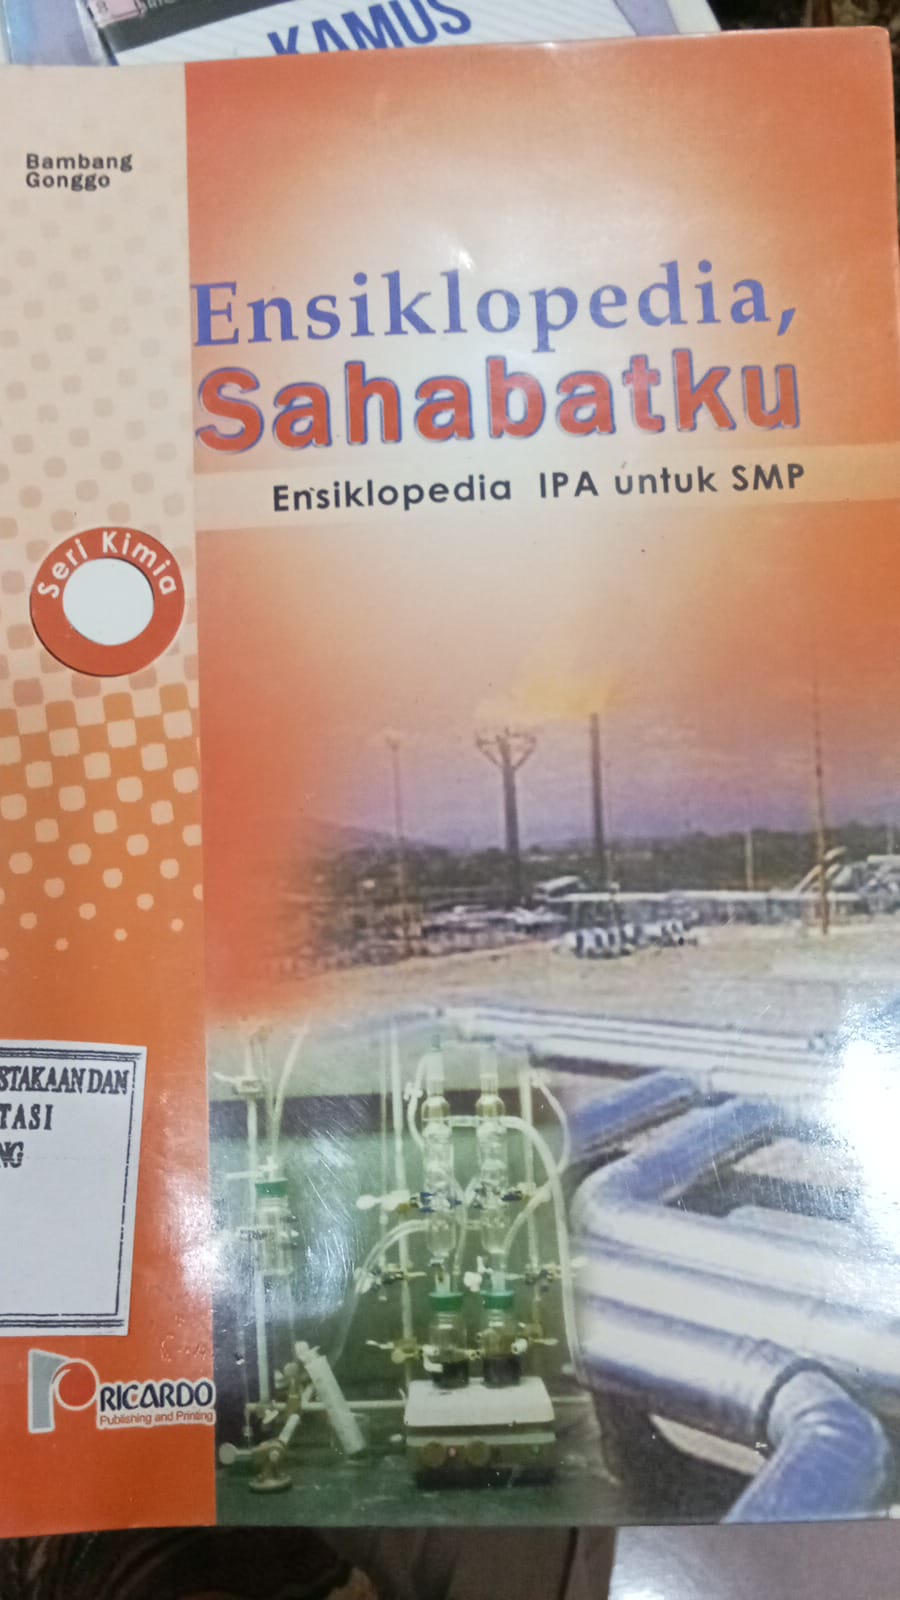 KAMUS
Bambang
Gonggo
Ensiklopedia,
Sahabatku
Ensiklopedia IPA untuk SMP
Seri Kimia
STAKAAN DAN
TASI
NG
RICARDO
Publishing and Printing